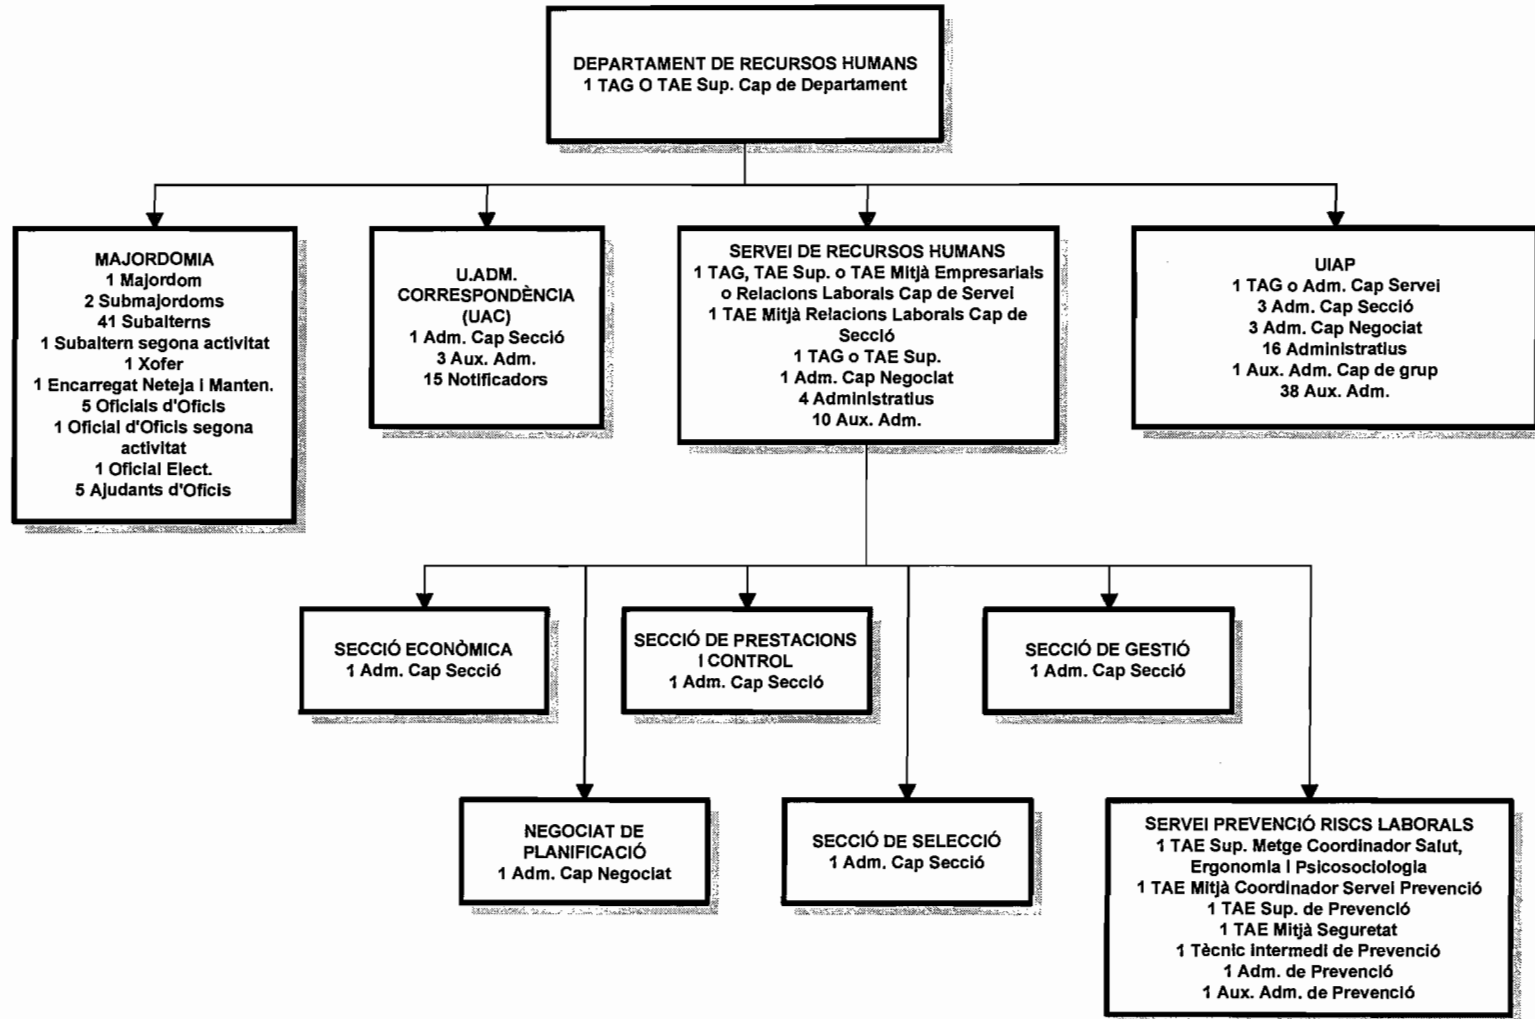 DEPARTAMENT DE RECURSOS HUMANS
1 TAG O TAE Sup. Cap de Departament
MAJORDOMIA
1 Majordom
2 Submajordoms
41 Subalterns
1 Subaltern segona activitat
1 Xofer
1 Encarregat Neteja i Manten.
5 Oficials d'Oficis
1 Oficial d'Oficis segona
activitat
1 Oficial Elect.
5 Ajudants d'Oficis
U.ADM.
CORRESPONDÈNCIA
(UAC)
1 Adm. Cap Secció
3 Aux. Adm.
15 Notificadors
SERVEI DE RECURSOS HUMANS
1 TAG, TAE Sup. o TAE Mitjà Empresarials
o Relacions Laborals Cap de Servei
1 TAE Mitjà Relacions Laborals Cap de
Secció
1 TAG o TAE Sup.
1 Adm. Cap Negociat
4 Administratius
10 Aux. Adm.
UIAP
1 TAG o Adm. Cap Servei
3 Adm. Cap Secció
3 Adm. Cap Negociat
16 Administratius
1 Aux. Adm. Cap de grup
38 Aux. Adm.
SECCIÓ ECONÒMICA
1 Adm. Cap Secció
SECCIÓ DE PRESTACIONS
I CONTROL
1 Adm. Cap Secció
SECCIÓ DE GESTIÓ
1 Adm. Cap Secció
NEGOCIAT DE
PLANIFICACIÓ
1 Adm. Cap Negociat
SECCIÓ DE SELECCIÓ
1 Adm. Cap Secció
SERVEI PREVENCIÓ RISCS LABORALS
1 TAE Sup. Metge Coordinador Salut,
Ergonomia i Psicosociologia
1 TAE Mitjà Coordinador Servei Prevenció
1 TAE Sup. de Prevenció
1 TAE Mitjà Seguretat
1 Tècnic intermedi de Prevenció
1 Adm. de Prevenció
1 Aux. Adm. de Prevenció